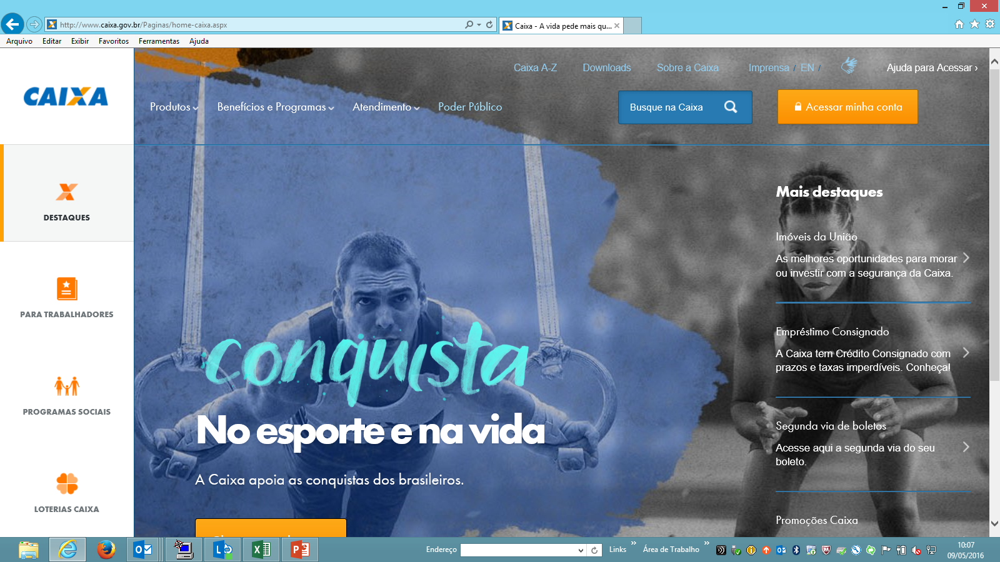 http://www.caixa.gov.br/Paginas/home-caixa.aspx
Caixa - A vida pede mais qu...
Arquivo Editar Exibir Favoritos Ferramentas Ajuda
CAIXA
Caixa A-Z Downloads Sobre a Caixa Imprensa / EN / Ajuda para Acessar ›
Produtos Benefícios e Programas Atendimento Poder Público Busque na Caixa Acessar minha conta
DESTAQUES
PARA TRABALHADORES
PROGRAMAS SOCIAIS
LOTERIAS CAIXA
conquista
No esporte e na vida
A Caixa apoia as conquistas dos brasileiros.
Mais destaques
Imóveis da União
As melhores oportunidades para morar
ou investir com a segurança da Caixa.
Empréstimo Consignado
A Caixa tem Crédito Consignado com
prazos e taxas imperdíveis. Conheça!
Segunda via de boletos
Acesse aqui a segunda via do seu
boleto.
Promoções Caixa
Endereço Links » Área de Trabalho »
10:07
09/05/2016